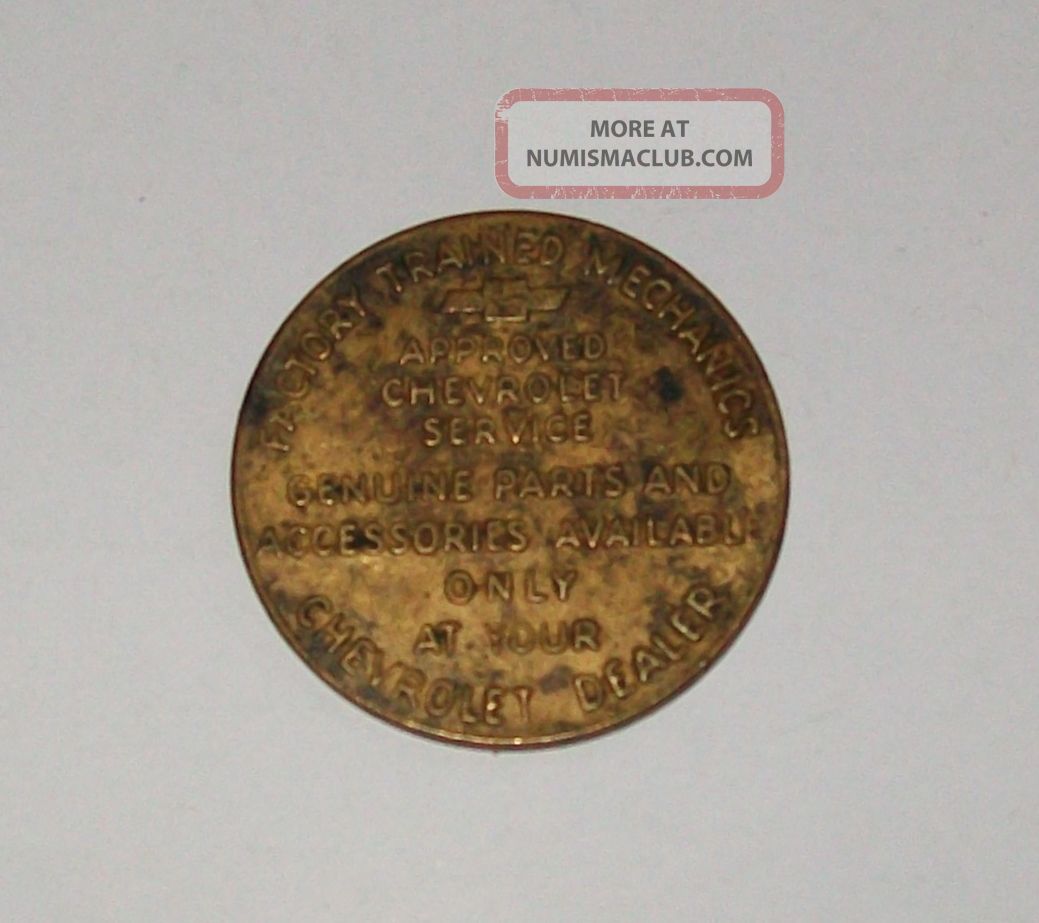 MORE AT
NUMISMACLUB.COM
FACTORY TRAINED MECHANICS
APPROVED
CHEVROLET
SERVICE
GENUINE PARTS AND
ACCESSORIES AVAILABLE
ONLY
AT YOUR
CHEVROLET DEALER